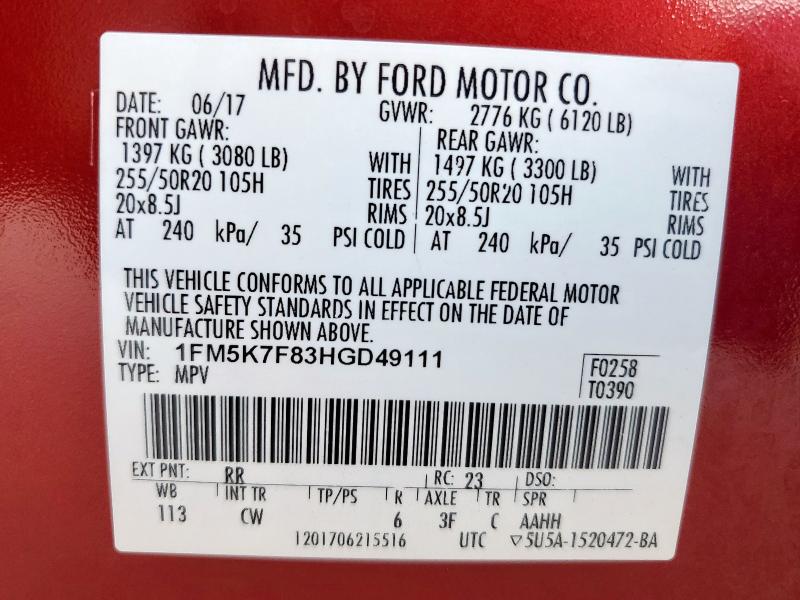 MFD. BY FORD MOTOR CO.
DATE: 06/17 GVWR: 2776 KG ( 6120 LB)
FRONT GAWR: REAR GAWR:
1397 KG ( 3080 LB) WITH 1497 KG ( 3300 LB) WITH
255/50R20 105H TIRES 255/50R20 105H TIRES
20x8.5J RIMS 20x8.5J RIMS
AT 240 kPa/ 35 PSI COLD AT 240 kPa/ 35 PSI COLD
THIS VEHICLE CONFORMS TO ALL APPLICABLE FEDERAL MOTOR
VEHICLE SAFETY STANDARDS IN EFFECT ON THE DATE OF
MANUFACTURE SHOWN ABOVE.
VIN: 1FM5K7F83HGD49111
TYPE: MPV
F0258
T0390
EXT PNT: RR RC: 23 DSO:
WB INT TR TP/PS R AXLE TR SPR
113 CW 6 3F C AAHH
1201706215516 UTC ▽5U5A-1520472-BA